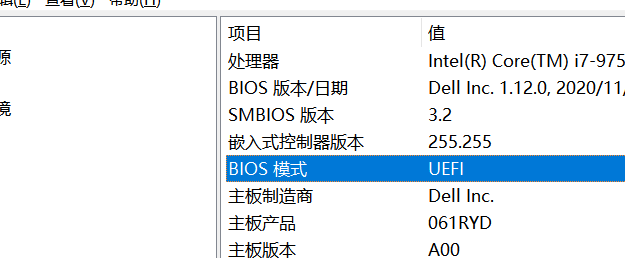 查看(V) 帮助(H)
项目 值
源
处理器 Intel(R) Core(TM) i7-975
BIOS 版本/日期 Dell Inc. 1.12.0, 2020/11/
境
SMBIOS 版本 3.2
嵌入式控制器版本 255.255
BIOS 模式 UEFI
主板制造商 Dell Inc.
主板产品 061RYD
主板版本 A00